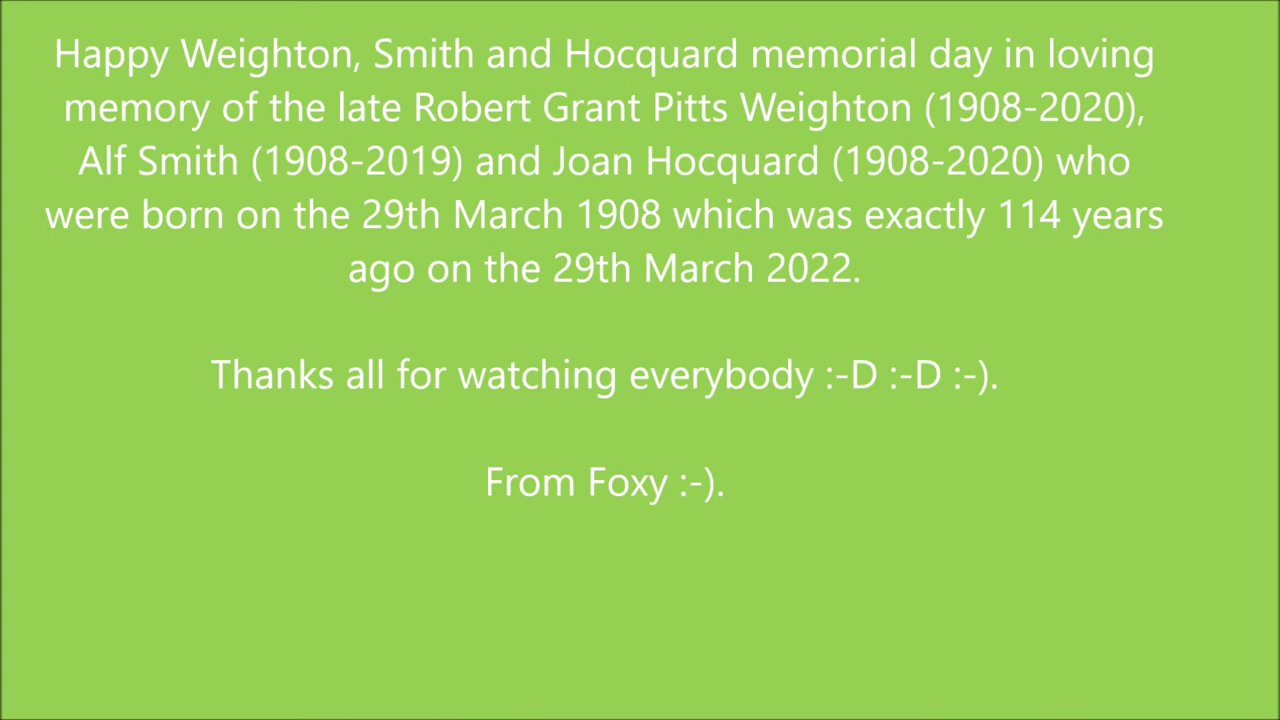 Happy Weighton, Smith and Hocquard memorial day in loving
memory of the late Robert Grant Pitts Weighton (1908-2020),
Alf Smith (1908-2019) and Joan Hocquard (1908-2020) who
were born on the 29th March 1908 which was exactly 114 years
ago on the 29th March 2022.
Thanks all for watching everybody :-D :-D :-).
From Foxy :-).